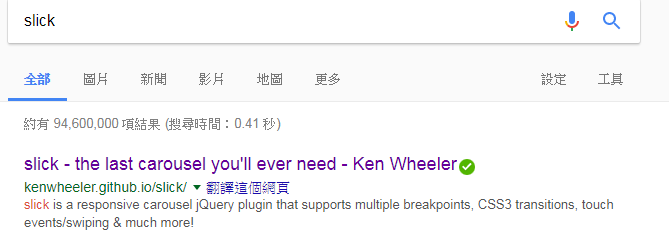 slick
全部 圖片 新聞 影片 地圖 更多 設定 工具
約有 94,600,000 項結果 (搜尋時間：0.41 秒)
slick - the last carousel you'll ever need - Ken Wheeler
kenwheeler.github.io/slick/ 翻譯這個網頁
slick is a responsive carousel jQuery plugin that supports multiple breakpoints, CSS3 transitions, touch
events/swiping & much more!